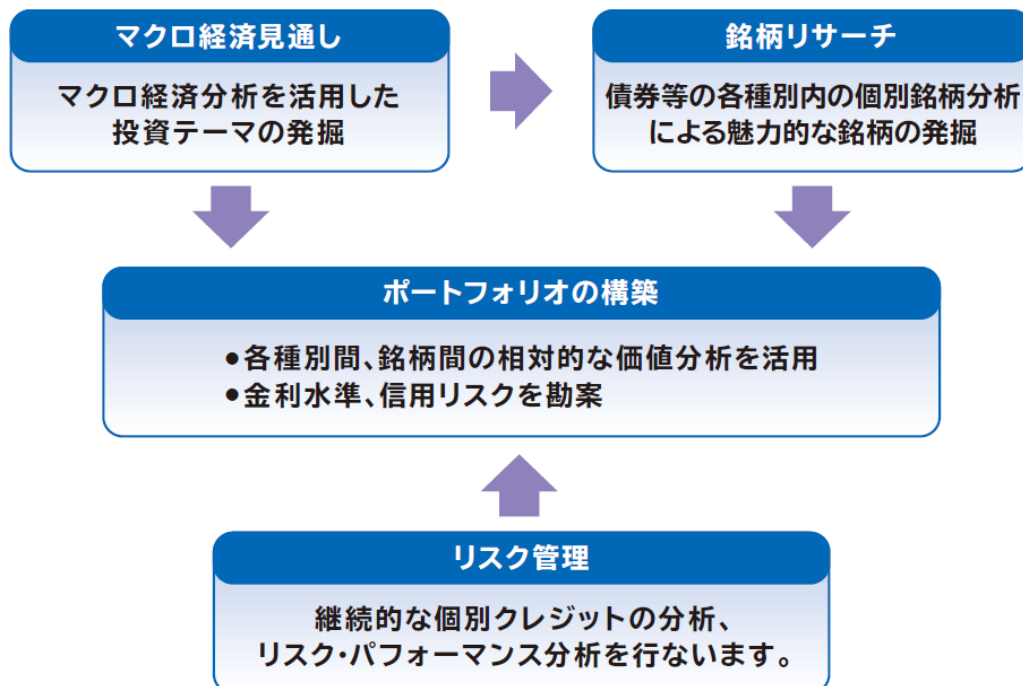 マクロ経済見通し
マクロ経済分析を活用した
投資テーマの発掘
銘柄リサーチ
債券等の各種別内の個別銘柄分析
による魅力的な銘柄の発掘
ポートフォリオの構築
●各種別間、銘柄間の相対的な価値分析を活用
●金利水準、信用リスクを勘案
リスク管理
継続的な個別クレジットの分析、
リスク・パフォーマンス分析を行ないます。